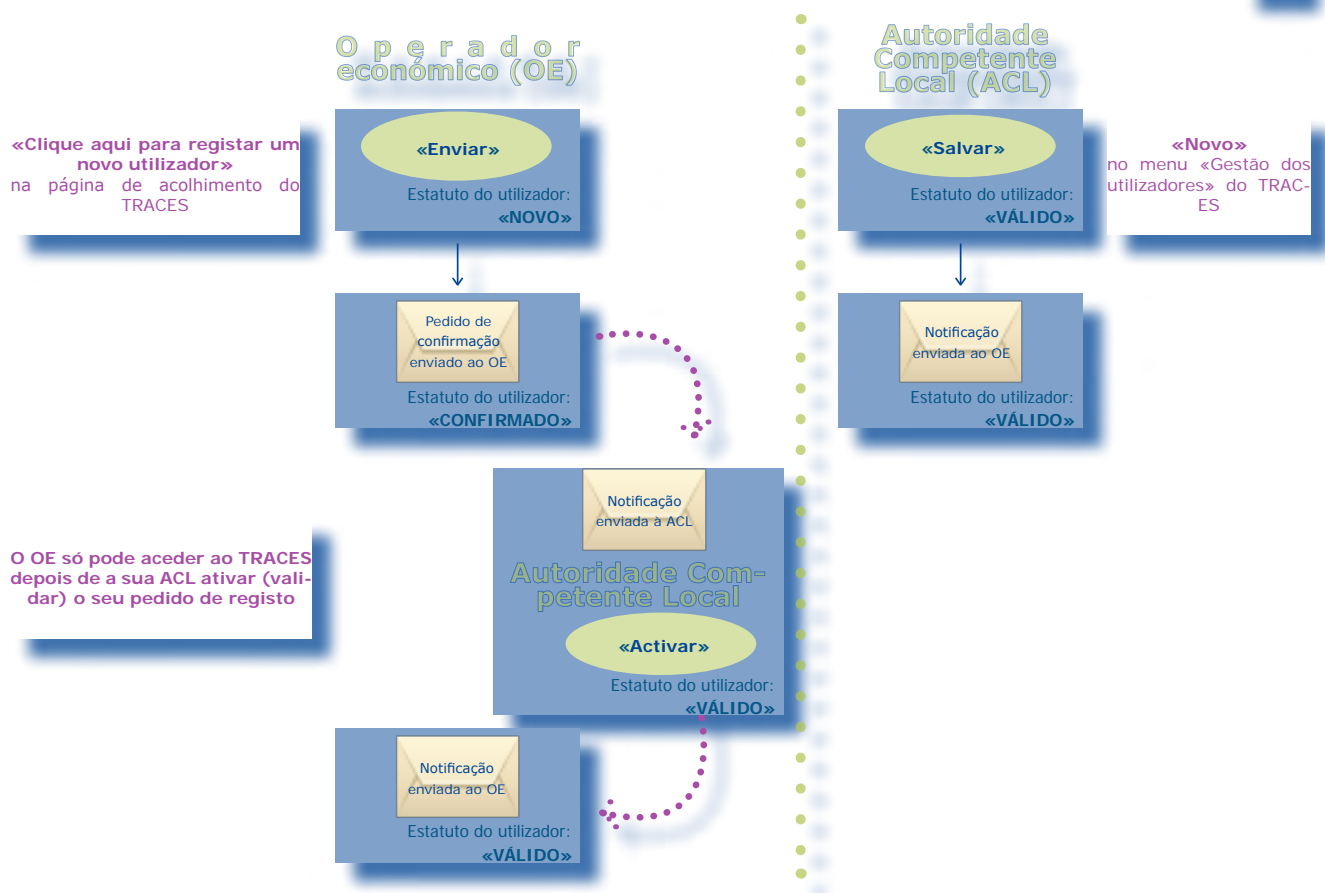 O p e r a d o r
económico (OE)
«Clique aqui para registar um
novo utilizador»
na página de acolhimento do
TRACES
«Enviar»
Estatuto do utilizador:
«NOVO»
Pedido de
confirmação
enviado ao OE
Estatuto do utilizador:
«CONFIRMADO»
Notificação
enviada à ACL
Autoridade Com-
petente Local
«Activar»
Estatuto do utilizador:
«VÁLIDO»
O OE só pode aceder ao TRACES
depois de a sua ACL ativar (vali-
dar) o seu pedido de registo
Notificação
enviada ao OE
Estatuto do utilizador:
«VÁLIDO»
Autoridade
Competente
Local (ACL)
«Salvar»
Estatuto do utilizador:
«VÁLIDO»
«Novo»
no menu «Gestão dos
utilizadores» do TRAC-
ES
Notificação
enviada ao OE
Estatuto do utilizador:
«VÁLIDO»